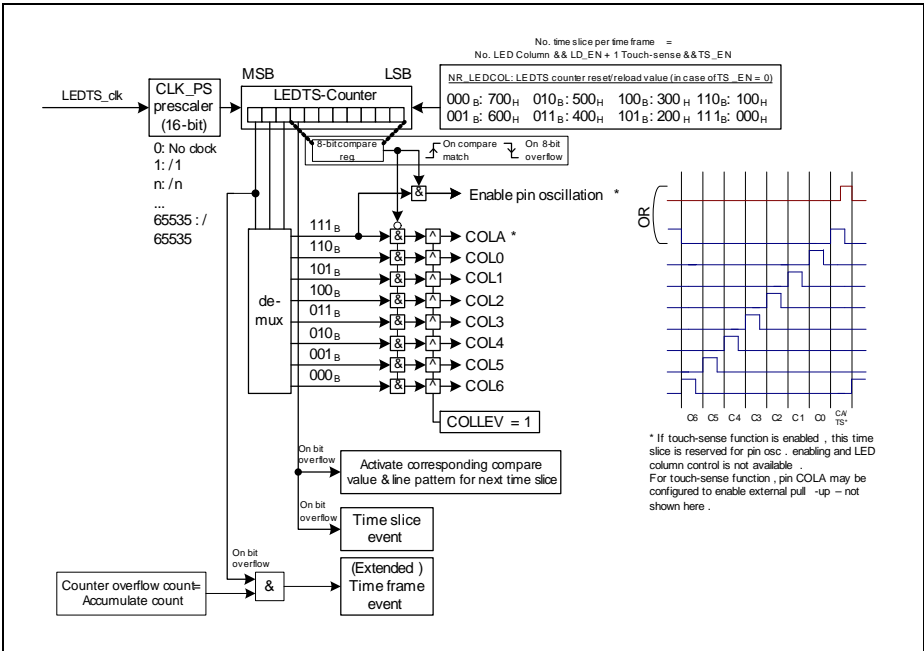 No. time slice per time frame =
No. LED Column && LD_EN + 1 Touch-sense && TS_EN
NR_LEDCOL: LEDTS counter reset/reload value (in case of TS_EN = 0)
000B: 700H 010B: 500H 100B: 300H 110B: 100H
001B: 600H 011B: 400H 101B: 200H 111B: 000H
MSB LSB
LEDTS_clk
CLK_PS
prescaler
(16-bit)
LEDTS-Counter
0: No clock
1: /1
n: /n
...
65535 : /
65535
8-bit compare
reg.
On compare
match
On 8-bit
overflow
&
Enable pin oscillation *
de-
mux
111B & ^ COLA *
110B & ^ COL0
101B & ^ COL1
100B & ^ COL2
011B & ^ COL3
010B & ^ COL4
001B & ^ COL5
000B & ^ COL6
COLLEV = 1
OR
C6 C5 C4 C3 C2 C1 C0 CA/
TS*
* If touch-sense function is enabled , this time
slice is reserved for pin osc . enabling and LED
column control is not available .
For touch-sense function , pin COLA may be
configured to enable external pull -up – not
shown here .
On bit
overflow
Activate corresponding compare
value & line pattern for next time slice
On bit
overflow
Time slice
event
On bit
overflow
Counter overflow count=
Accumulate count
&
(Extended )
Time frame
event